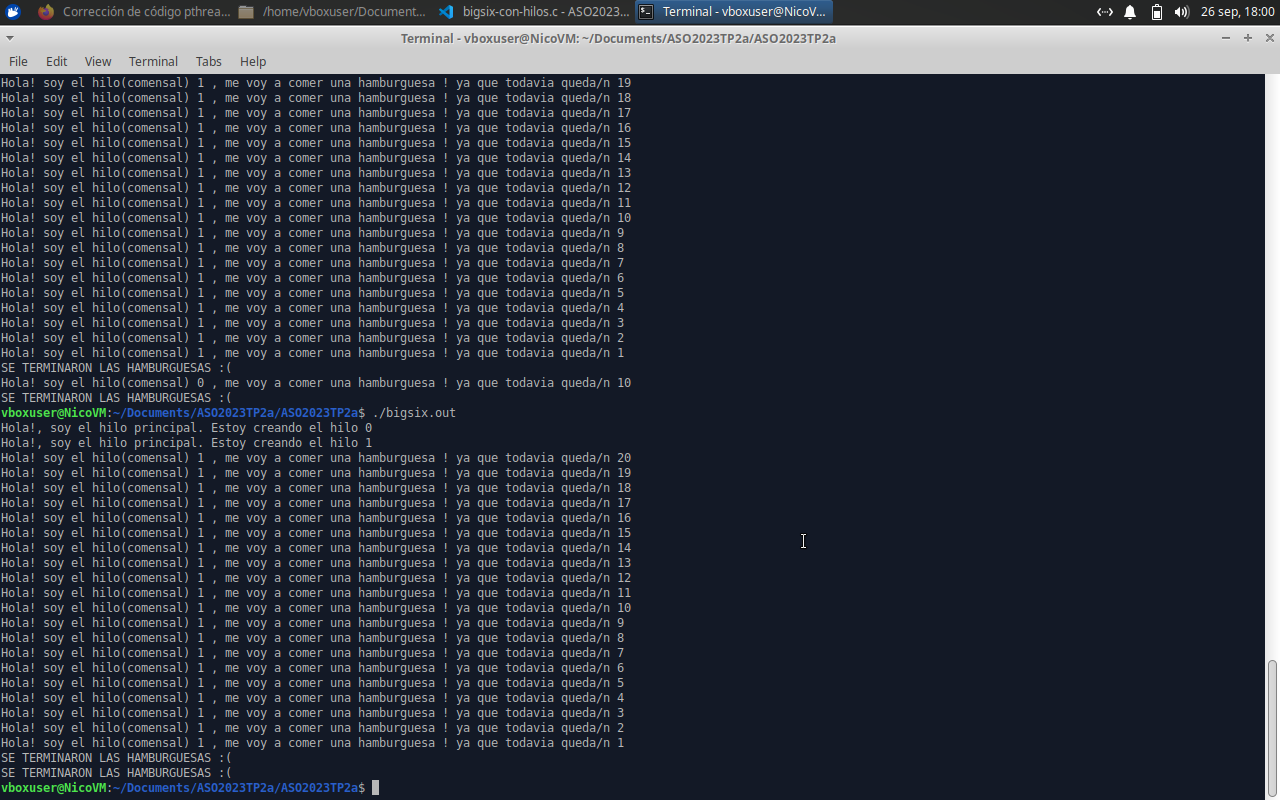 Corrección de código pthrea...
/home/vboxuser/Document...
bigsix-con-hilos.c - ASO2023...
Terminal - vboxuser@NicoV...
26 sep, 18:00
Terminal - vboxuser@NicoVM: ~/Documents/ASO2023TP2a/ASO2023TP2a
File Edit View Terminal Tabs Help
Hola! soy el hilo(comensal) 1 , me voy a comer una hamburguesa ! ya que todavia queda/n 19
Hola! soy el hilo(comensal) 1 , me voy a comer una hamburguesa ! ya que todavia queda/n 18
Hola! soy el hilo(comensal) 1 , me voy a comer una hamburguesa ! ya que todavia queda/n 17
Hola! soy el hilo(comensal) 1 , me voy a comer una hamburguesa ! ya que todavia queda/n 16
Hola! soy el hilo(comensal) 1 , me voy a comer una hamburguesa ! ya que todavia queda/n 15
Hola! soy el hilo(comensal) 1 , me voy a comer una hamburguesa ! ya que todavia queda/n 14
Hola! soy el hilo(comensal) 1 , me voy a comer una hamburguesa ! ya que todavia queda/n 13
Hola! soy el hilo(comensal) 1 , me voy a comer una hamburguesa ! ya que todavia queda/n 12
Hola! soy el hilo(comensal) 1 , me voy a comer una hamburguesa ! ya que todavia queda/n 11
Hola! soy el hilo(comensal) 1 , me voy a comer una hamburguesa ! ya que todavia queda/n 10
Hola! soy el hilo(comensal) 1 , me voy a comer una hamburguesa ! ya que todavia queda/n 9
Hola! soy el hilo(comensal) 1 , me voy a comer una hamburguesa ! ya que todavia queda/n 8
Hola! soy el hilo(comensal) 1 , me voy a comer una hamburguesa ! ya que todavia queda/n 7
Hola! soy el hilo(comensal) 1 , me voy a comer una hamburguesa ! ya que todavia queda/n 6
Hola! soy el hilo(comensal) 1 , me voy a comer una hamburguesa ! ya que todavia queda/n 5
Hola! soy el hilo(comensal) 1 , me voy a comer una hamburguesa ! ya que todavia queda/n 4
Hola! soy el hilo(comensal) 1 , me voy a comer una hamburguesa ! ya que todavia queda/n 3
Hola! soy el hilo(comensal) 1 , me voy a comer una hamburguesa ! ya que todavia queda/n 2
Hola! soy el hilo(comensal) 1 , me voy a comer una hamburguesa ! ya que todavia queda/n 1
SE TERMINARON LAS HAMBURGUESAS :(
Hola! soy el hilo(comensal) 0 , me voy a comer una hamburguesa ! ya que todavia queda/n 10
SE TERMINARON LAS HAMBURGUESAS :(
vboxuser@NicoVM:~/Documents/ASO2023TP2a/ASO2023TP2a$ ./bigsix.out
Hola!, soy el hilo principal. Estoy creando el hilo 0
Hola!, soy el hilo principal. Estoy creando el hilo 1
Hola! soy el hilo(comensal) 1 , me voy a comer una hamburguesa ! ya que todavia queda/n 20
Hola! soy el hilo(comensal) 1 , me voy a comer una hamburguesa ! ya que todavia queda/n 19
Hola! soy el hilo(comensal) 1 , me voy a comer una hamburguesa ! ya que todavia queda/n 18
Hola! soy el hilo(comensal) 1 , me voy a comer una hamburguesa ! ya que todavia queda/n 17
Hola! soy el hilo(comensal) 1 , me voy a comer una hamburguesa ! ya que todavia queda/n 16
Hola! soy el hilo(comensal) 1 , me voy a comer una hamburguesa ! ya que todavia queda/n 15
Hola! soy el hilo(comensal) 1 , me voy a comer una hamburguesa ! ya que todavia queda/n 14
Hola! soy el hilo(comensal) 1 , me voy a comer una hamburguesa ! ya que todavia queda/n 13
Hola! soy el hilo(comensal) 1 , me voy a comer una hamburguesa ! ya que todavia queda/n 12
Hola! soy el hilo(comensal) 1 , me voy a comer una hamburguesa ! ya que todavia queda/n 11
Hola! soy el hilo(comensal) 1 , me voy a comer una hamburguesa ! ya que todavia queda/n 10
Hola! soy el hilo(comensal) 1 , me voy a comer una hamburguesa ! ya que todavia queda/n 9
Hola! soy el hilo(comensal) 1 , me voy a comer una hamburguesa ! ya que todavia queda/n 8
Hola! soy el hilo(comensal) 1 , me voy a comer una hamburguesa ! ya que todavia queda/n 7
Hola! soy el hilo(comensal) 1 , me voy a comer una hamburguesa ! ya que todavia queda/n 6
Hola! soy el hilo(comensal) 1 , me voy a comer una hamburguesa ! ya que todavia queda/n 5
Hola! soy el hilo(comensal) 1 , me voy a comer una hamburguesa ! ya que todavia queda/n 4
Hola! soy el hilo(comensal) 1 , me voy a comer una hamburguesa ! ya que todavia queda/n 3
Hola! soy el hilo(comensal) 1 , me voy a comer una hamburguesa ! ya que todavia queda/n 2
Hola! soy el hilo(comensal) 1 , me voy a comer una hamburguesa ! ya que todavia queda/n 1
SE TERMINARON LAS HAMBURGUESAS :(
SE TERMINARON LAS HAMBURGUESAS :(
vboxuser@NicoVM:~/Documents/ASO2023TP2a/ASO2023TP2a$